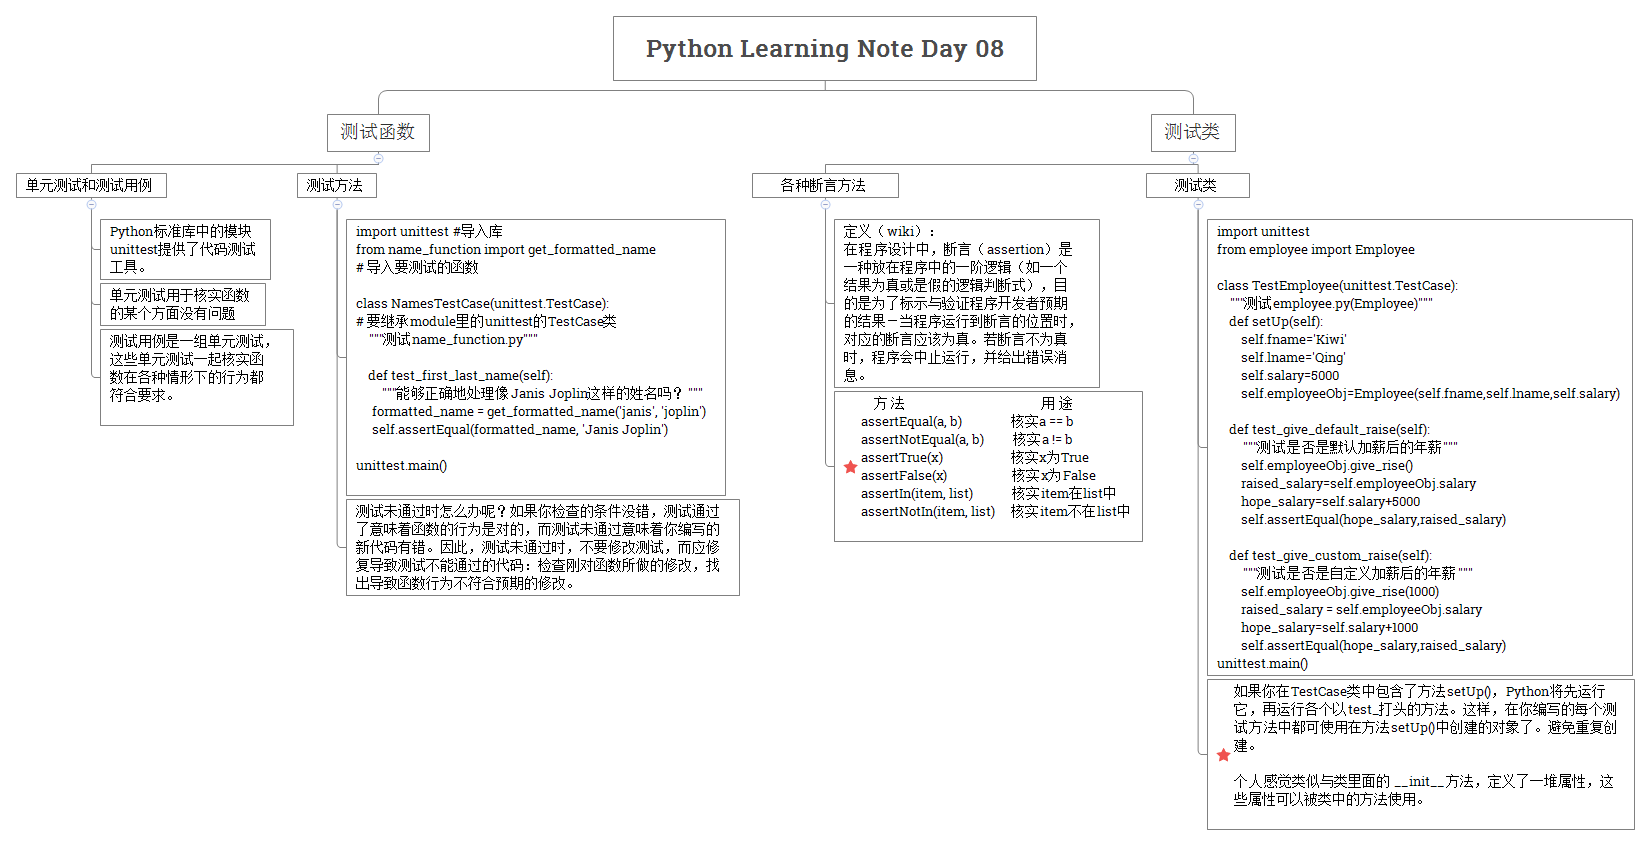 Python Learning Note Day 08
测试函数
单元测试和测试用例
Python标准库中的模块
unittest提供了代码测试
工具。
单元测试用于核实函数
的某个方面没有问题
测试用例是一组单元测试，
这些单元测试一起核实函
数在各种情形下的行为都
符合要求。
测试方法
import unittest #导入库
from name_function import get_formatted_name
# 导入要测试的函数
class NamesTestCase(unittest.TestCase):
# 要继承module里的unittest的TestCase类
"""测试name_function.py"""
def test_first_last_name(self):
"""能够正确地处理像 Janis Joplin这样的姓名吗？"""
formatted_name = get_formatted_name('janis', 'joplin')
self.assertEqual(formatted_name, 'Janis Joplin')
unittest.main()
测试未通过时怎么办呢？如果你检查的条件没错，测试通过
了意味着函数的行为是对的，而测试未通过意味着你编写的
新代码有错。因此，测试未通过时，不要修改测试，而应修
复导致测试不能通过的代码：检查刚对函数所做的修改，找
出导致函数行为不符合预期的修改。
测试类
各种断言方法
定义（wiki）：
在程序设计中，断言（assertion）是
一种放在程序中的一阶逻辑（如一个
结果为真或是假的逻辑判断式），目
的是为了标示与验证程序开发者预期
的结果－当程序运行到断言的位置时，
对应的断言应该为真。若断言不为真
时，程序会中止运行，并给出错误消
息。
方 法 用 途
assertEqual(a, b) 核实a == b
assertNotEqual(a, b) 核实a != b
assertTrue(x) 核实x为True
assertFalse(x) 核实x为False
assertIn(item, list) 核实item在list中
assertNotIn(item, list) 核实item不在list中
测试类
import unittest
from employee import Employee
class TestEmployee(unittest.TestCase):
"""测试employee.py(Employee)"""
def setUp(self):
self.fname='Kiwi'
self.lname='Qing'
self.salary=5000
self.employeeObj=Employee(self.fname,self.lname,self.salary)
def test_give_default_raise(self):
"""测试是否是默认加薪后的年薪"""
self.employeeObj.give_rise()
raised_salary=self.employeeObj.salary
hope_salary=self.salary+5000
self.assertEqual(hope_salary,raised_salary)
def test_give_custom_raise(self):
"""测试是否是自定义加薪后的年薪"""
self.employeeObj.give_rise(1000)
raised_salary = self.employeeObj.salary
hope_salary=self.salary+1000
self.assertEqual(hope_salary,raised_salary)
unittest.main()
如果你在TestCase类中包含了方法setUp()，Python将先运行
它，再运行各个以test_打头的方法。这样，在你编写的每个测
试方法中都可使用在方法setUp()中创建的对象了。避免重复创
建。
个人感觉类似与类里面的 __init__方法，定义了一堆属性，这
些属性可以被类中的方法使用。